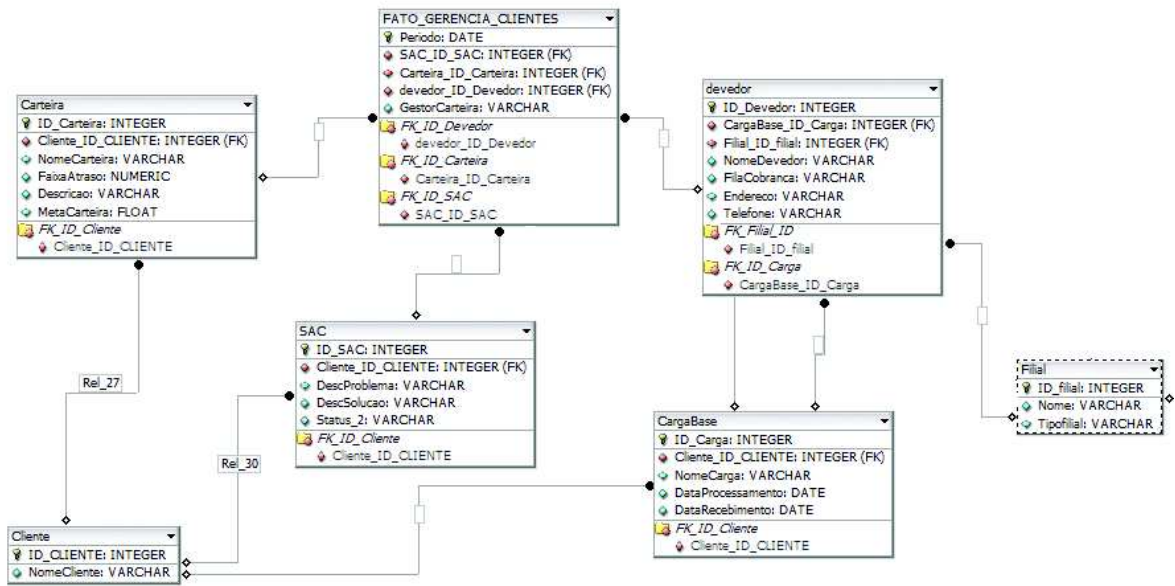 FATO_GERENCIA_CLIENTES
Periodo: DATE
SAC_ID_SAC: INTEGER (FK)
Carteira_ID_Carteira: INTEGER (FK)
devedor_ID_Devedor: INTEGER (FK)
GestorCarteira: VARCHAR
FK_ID_Devedor
devedor_ID_Devedor
FK_ID_Carteira
Carteira_ID_Carteira
FK_ID_SAC
SAC_ID_SAC
Carteira
ID_Carteira: INTEGER
Cliente_ID_CLIENTE: INTEGER (FK)
NomeCarteira: VARCHAR
FaixaAtraso: NUMERIC
Descricao: VARCHAR
MetaCarteira: FLOAT
FK_ID_Cliente
Cliente_ID_CLIENTE
devedor
ID_Devedor: INTEGER
CargaBase_ID_Carga: INTEGER (FK)
Filial_ID_filial: INTEGER (FK)
NomeDevedor: VARCHAR
FilaCobranca: VARCHAR
Endereco: VARCHAR
Telefone: VARCHAR
FK_Filial_ID
Filial_ID_filial
FK_ID_Carga
CargaBase_ID_Carga
SAC
ID_SAC: INTEGER
Cliente_ID_CLIENTE: INTEGER (FK)
DescProblema: VARCHAR
DescSolucao: VARCHAR
Status_2: VARCHAR
FK_ID_Cliente
Cliente_ID_CLIENTE
Filial
ID_filial: INTEGER
Nome: VARCHAR
Tipofilial: VARCHAR
Rel_27
Rel_30
CargaBase
ID_Carga: INTEGER
Cliente_ID_CLIENTE: INTEGER (FK)
NomeCarga: VARCHAR
DataProcessamento: DATE
DataRecebimento: DATE
FK_ID_Cliente
Cliente_ID_CLIENTE
Cliente
ID_CLIENTE: INTEGER
NomeCliente: VARCHAR